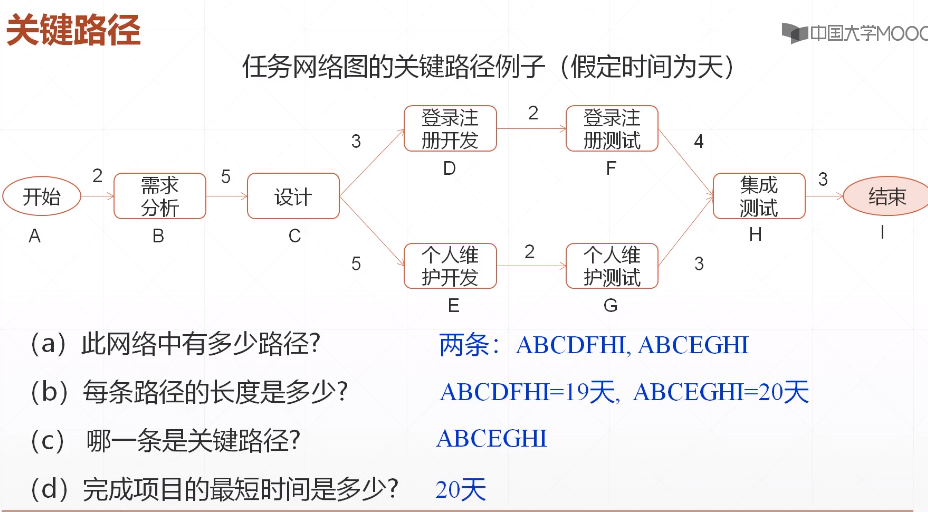 关键路径
中国大学MOOC
任务网络图的关键路径例子（假定时间为天）
登录注
册开发
D
2
登录注
册测试
F
3
4
开始
A
2
需求
分析
B
5
设计
C
集成
测试
H
3
结束
I
5
个人维
护开发
E
2
个人维
护测试
G
3
（a）此网络中有多少路径? 两条：ABCDFHI, ABCEGHI
（b）每条路径的长度是多少? ABCDFHI=19天, ABCEGHI=20天
（c） 哪一条是关键路径? ABCEGHI
（d）完成项目的最短时间是多少? 20天